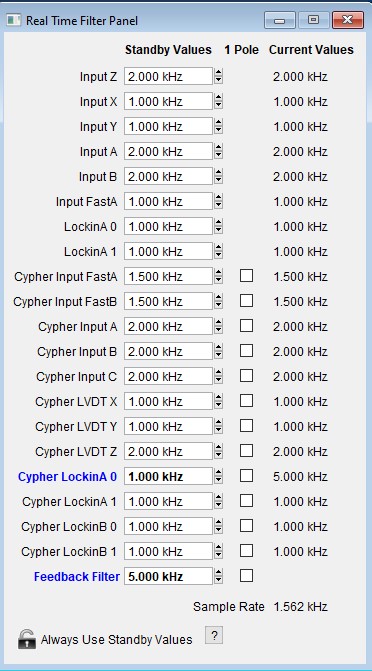 Real Time Filter Panel
Standby Values 1 Pole Current Values
Input Z 2.000 kHz 2.000 kHz
Input X 1.000 kHz 1.000 kHz
Input Y 1.000 kHz 1.000 kHz
Input A 2.000 kHz 2.000 kHz
Input B 2.000 kHz 2.000 kHz
Input FastA 1.000 kHz 1.000 kHz
LockinA 0 1.000 kHz 1.000 kHz
LockinA 1 1.000 kHz 1.000 kHz
Cypher Input FastA 1.500 kHz 1.500 kHz
Cypher Input FastB 1.500 kHz 1.500 kHz
Cypher Input A 2.000 kHz 2.000 kHz
Cypher Input B 2.000 kHz 2.000 kHz
Cypher Input C 2.000 kHz 2.000 kHz
Cypher LVDT X 1.000 kHz 1.000 kHz
Cypher LVDT Y 1.000 kHz 1.000 kHz
Cypher LVDT Z 2.000 kHz 2.000 kHz
Cypher LockinA 0 1.000 kHz 5.000 kHz
Cypher LockinA 1 1.000 kHz 1.000 kHz
Cypher LockinB 0 1.000 kHz 1.000 kHz
Cypher LockinB 1 1.000 kHz 1.000 kHz
Feedback Filter 5.000 kHz
Sample Rate 1.562 kHz
Always Use Standby Values ?